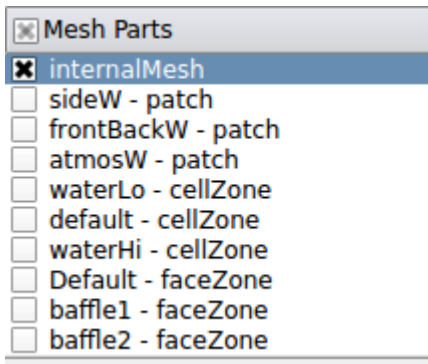 Mesh Parts
internalMesh
sideW - patch
frontBackW - patch
atmosW - patch
waterLo - cellZone
default - cellZone
waterHi - cellZone
Default - faceZone
baffle1 - faceZone
baffle2 - faceZone